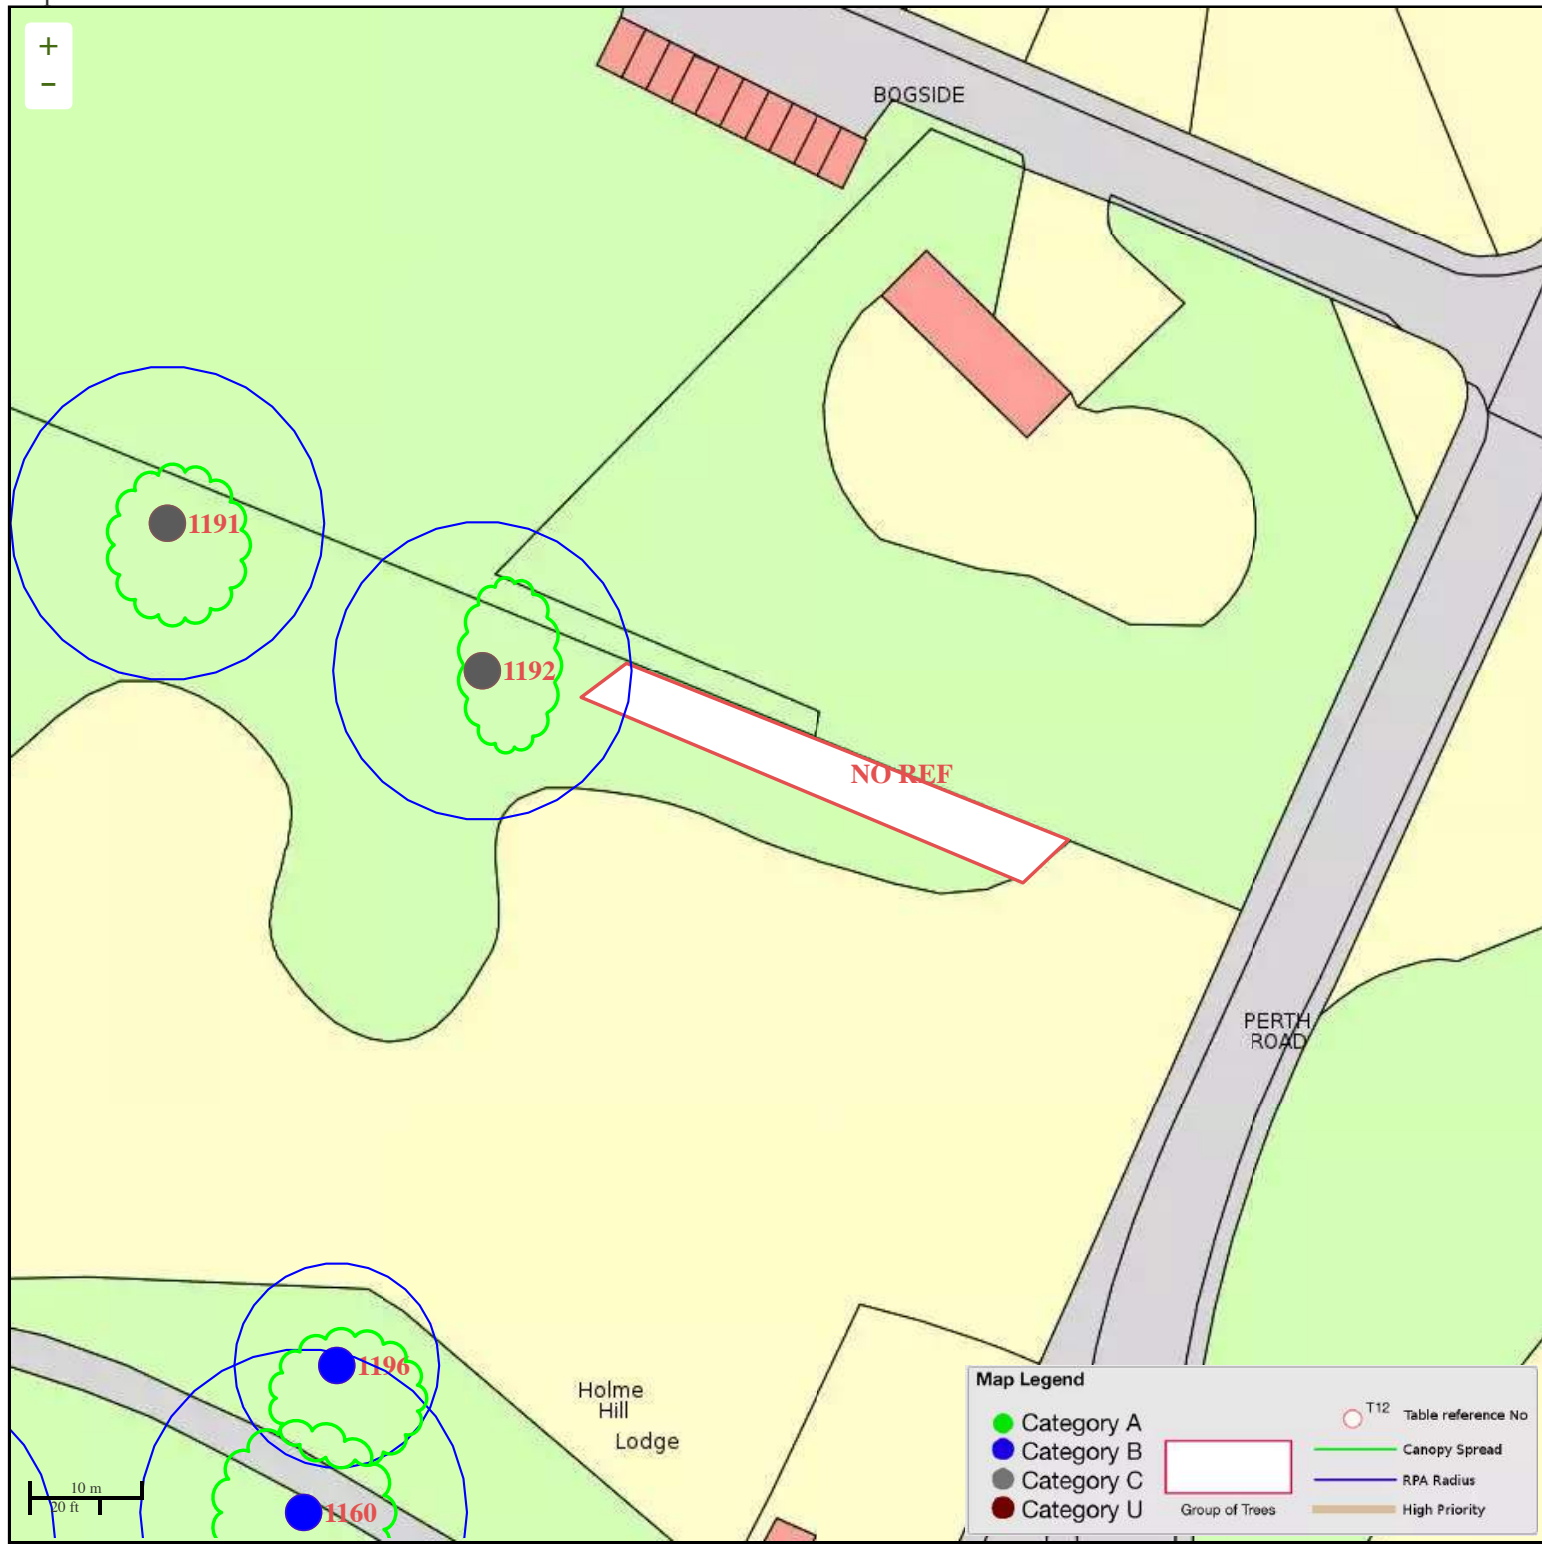 +
−
BOGSIDE
1191
1192
NO REF
PERTH
ROAD
1196
Holme
Hill
Lodge
1160
10 m
20 ft
Map Legend
Category A
Category B
Category C
Category U
Group of Trees
T12
Table reference No
Canopy Spread
RPA Radius
High Priority